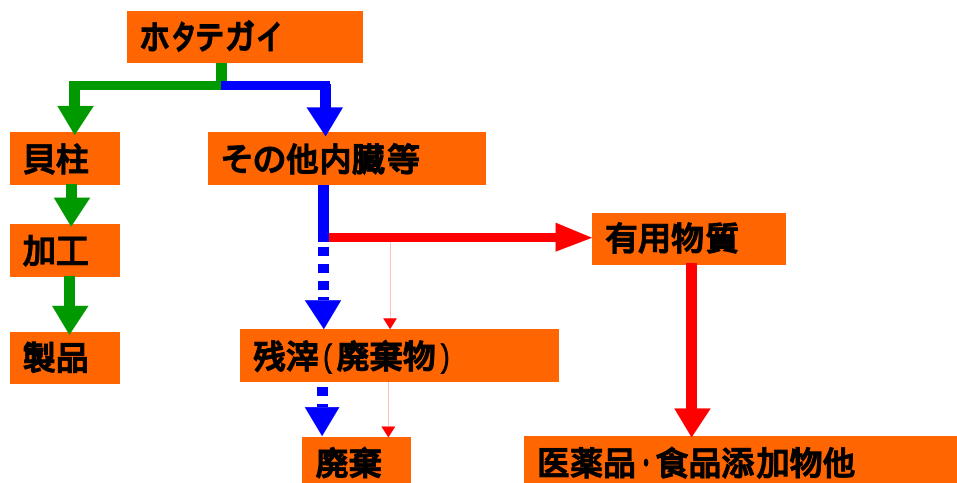 ホタテガイ
貝柱
その他内臓等
加工
有用物質
製品
残滓(廃棄物)
廃棄
医薬品・食品添加物他